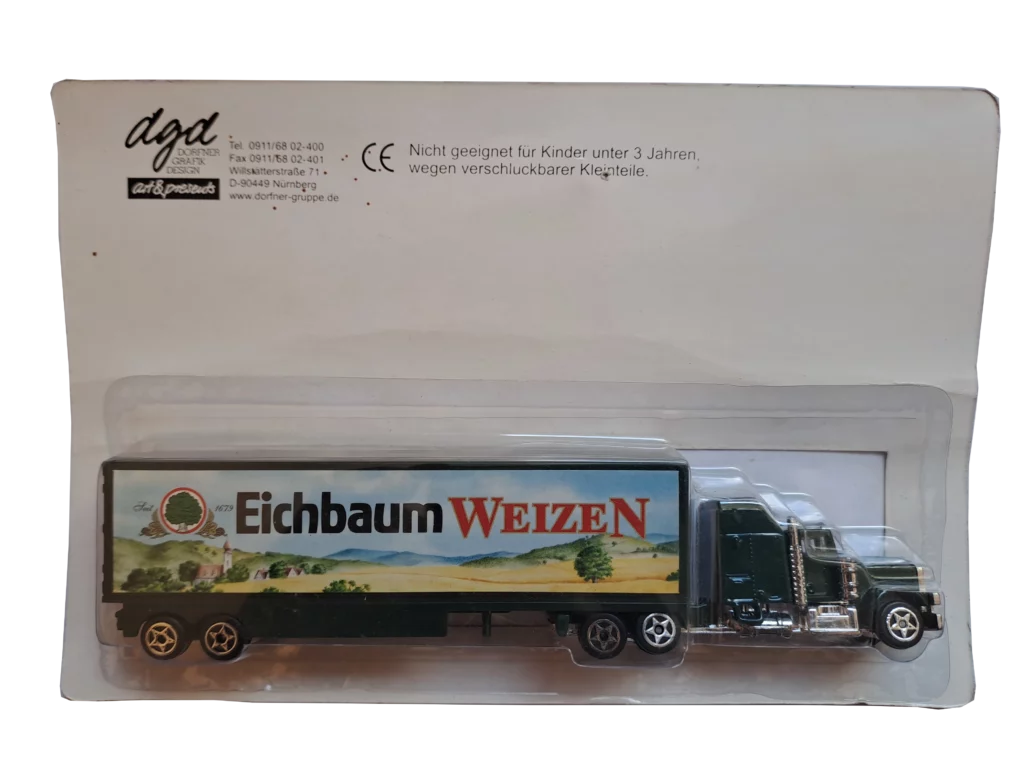 dgd
DORFNER
GRAFIK
DESIGN
art & presents
Tel. 0911/68 02-400
Fax 0911/68 02-401
Willstätterstraße 71
D-90449 Nürnberg
www.dorfner-gruppe.de
CE
Nicht geeignet für Kinder unter 3 Jahren,
wegen verschluckbarer Kleinteile.
Seit 1679
Eichbaum WEIZEN